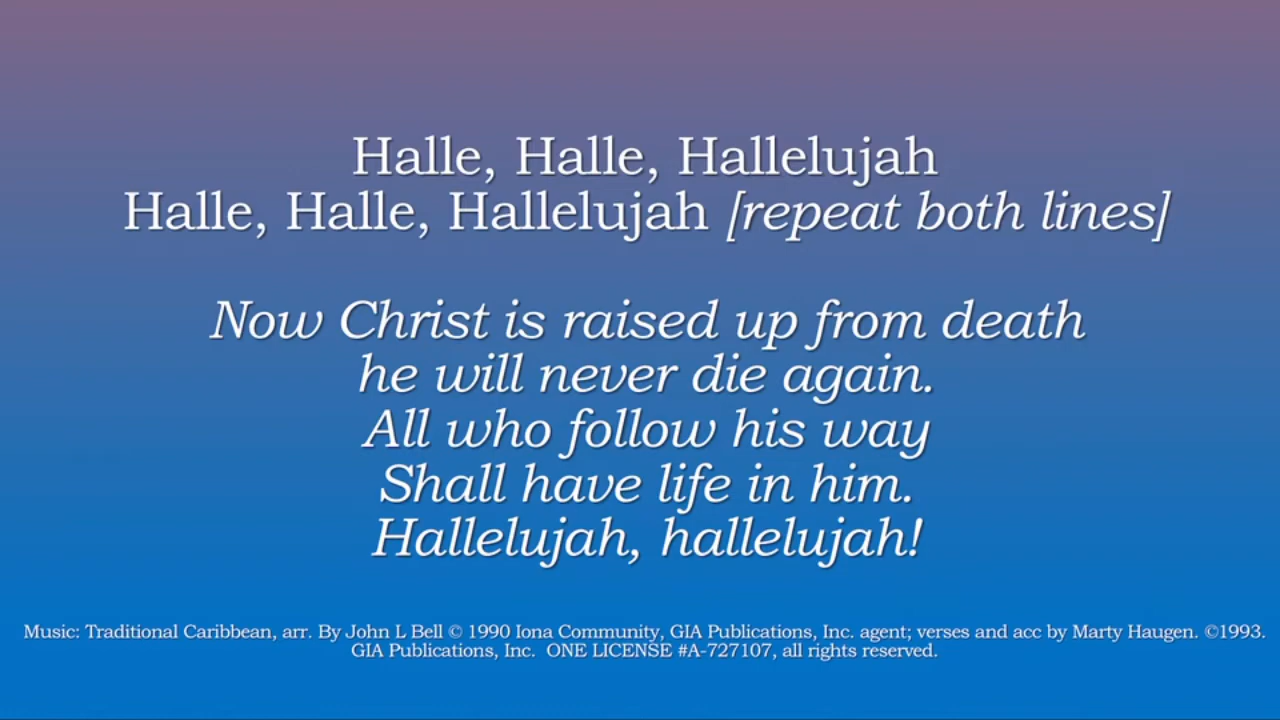 Halle, Halle, Hallelujah
Halle, Halle, Hallelujah [repeat both lines]
Now Christ is raised up from death
he will never die again.
All who follow his way
Shall have life in him.
Hallelujah, hallelujah!
Music: Traditional Caribbean, arr. By John L Bell © 1990 Iona Community, GIA Publications, Inc. agent; verses and acc by Marty Haugen. ©1993.
GIA Publications, Inc.  ONE LICENSE #A-727107, all rights reserved.